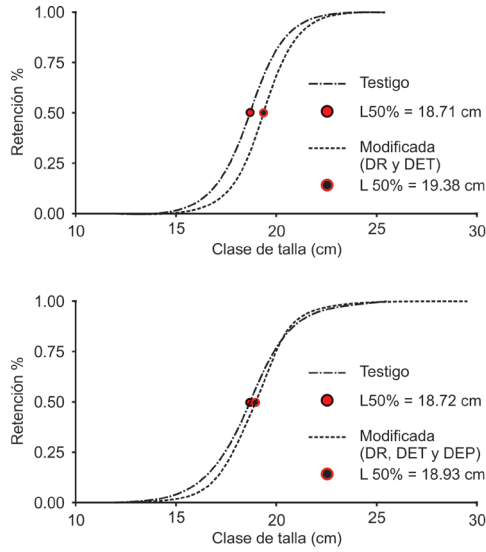 1.00
0.75
0.50
0.25
0.00
Retención %
10
15
20
25
30
Clase de talla (cm)
Testigo
L50% = 18.71 cm
Modificada
(DR y DET)
L 50% = 19.38 cm
1.00
0.75
0.50
0.25
0.00
Retención %
10
15
20
25
30
Clase de talla (cm)
Testigo
L50% = 18.72 cm
Modificada
(DR, DET y DEP)
L 50% = 18.93 cm